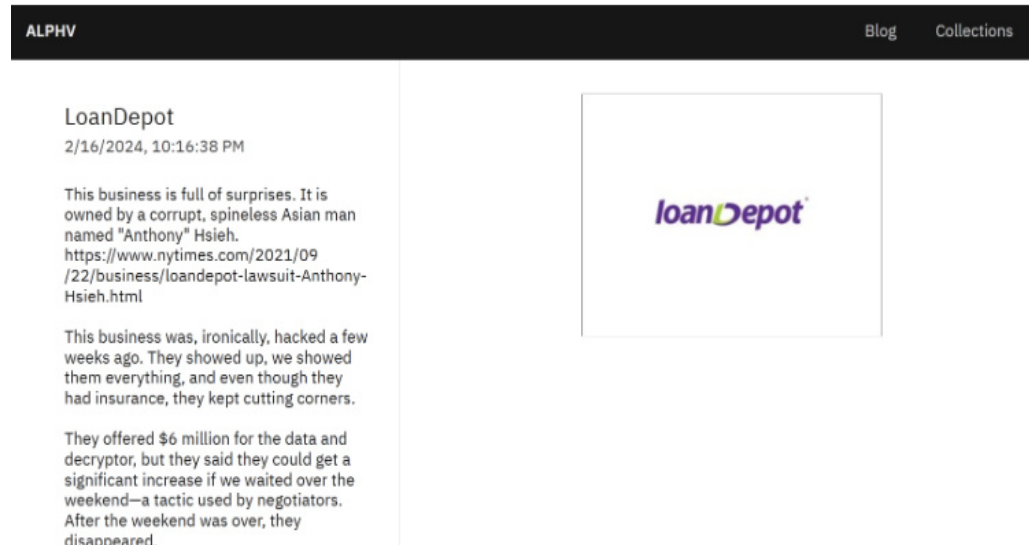 ALPHV
Blog
Collections
LoanDepot
2/16/2024, 10:16:38 PM
This business is full of surprises. It is
owned by a corrupt, spineless Asian man
named "Anthony" Hsieh.
https://www.nytimes.com/2021/09
/22/business/loandepot-lawsuit-Anthony-
Hsieh.html
This business was, ironically, hacked a few
weeks ago. They showed up, we showed
them everything, and even though they
had insurance, they kept cutting corners.
They offered $6 million for the data and
decryptor, but they said they could get a
significant increase if we waited over the
weekend—a tactic used by negotiators.
After the weekend was over, they
disappeared.
loanDepot